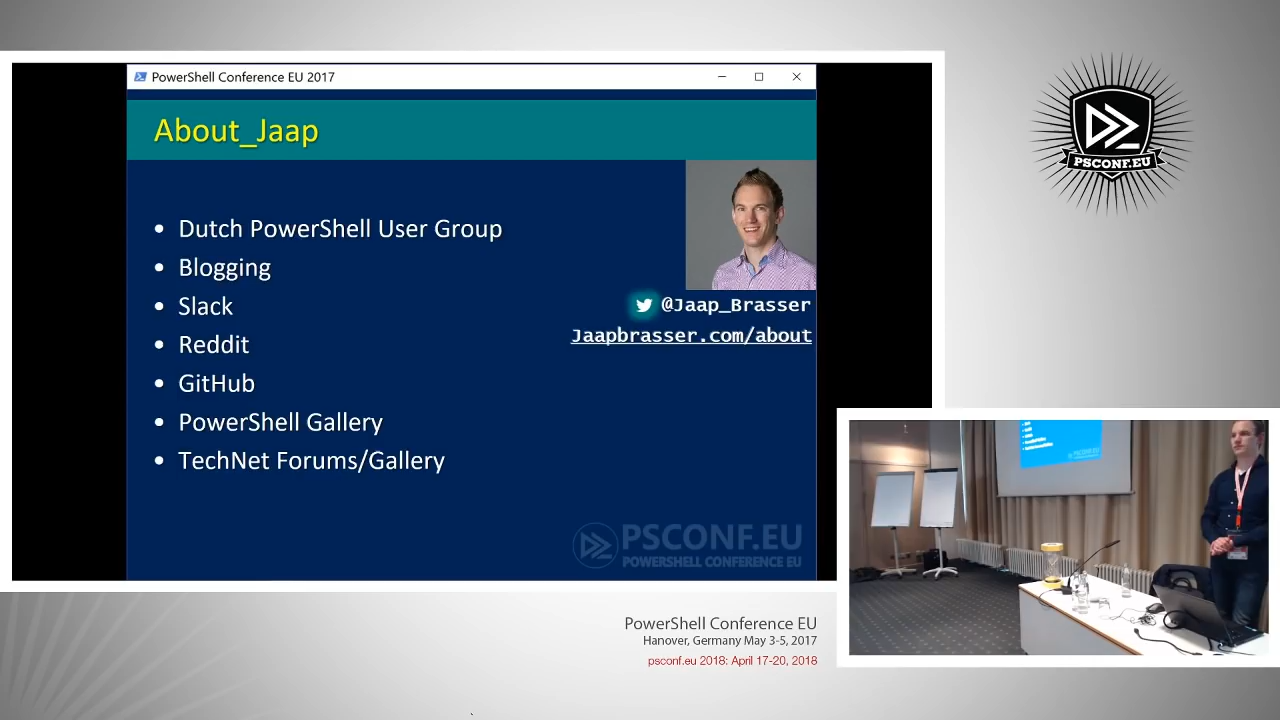 PowerShell Conference EU 2017
About_Jaap
Dutch PowerShell User Group
Blogging
Slack
Reddit
GitHub
PowerShell Gallery
TechNet Forums/Gallery
@Jaap_Brasser
Jaapbrasser.com/about
PSCONF.EU
POWERSHELL CONFERENCE EU
PSCONF.EU
PSCONF.EU
PowerShell Conference EU
Hanover, Germany May 3-5, 2017
psconf.eu 2018: April 17-20, 2018